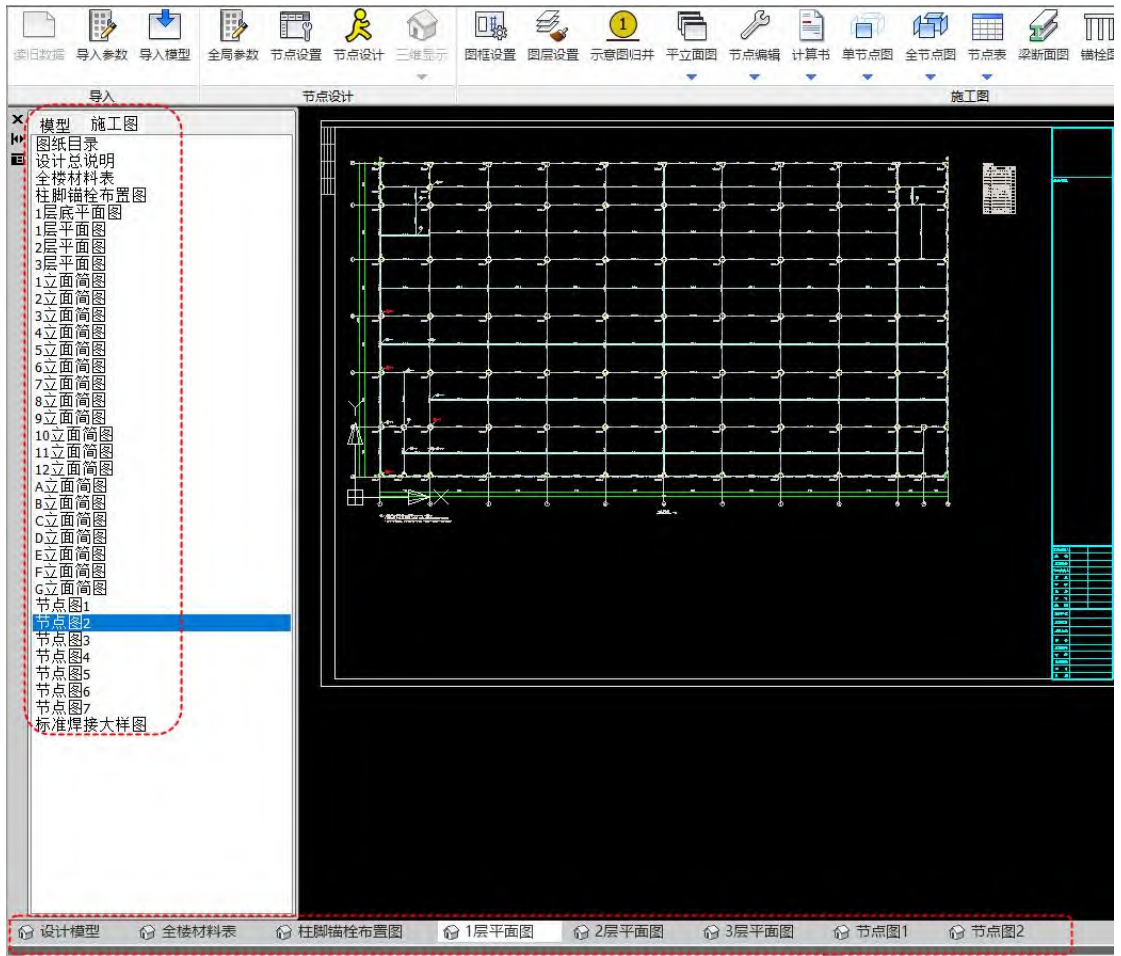 读旧数据 导入参数 导入模型 全局参数 节点设置 节点设计 三维显示 图框设置 图层设置 示意图归并 平立面图 节点编辑 计算书 单节点图 全节点图 节点表 梁断面图 锚栓图
1
导入 节点设计 施工图
模型 施工图
图纸目录
设计总说明
全楼材料表
柱脚锚栓布置图
1层底平面图
1层平面图
2层平面图
3层平面图
1立面简图
2立面简图
3立面简图
4立面简图
5立面简图
6立面简图
7立面简图
8立面简图
9立面简图
10立面简图
11立面简图
12立面简图
A立面简图
B立面简图
C立面简图
D立面简图
E立面简图
F立面简图
G立面简图
节点图1
节点图2
节点图3
节点图4
节点图5
节点图6
节点图7
标准焊接大样图
Y
X
设计模型 全楼材料表 柱脚锚栓布置图 1层平面图 2层平面图 3层平面图 节点图1 节点图2